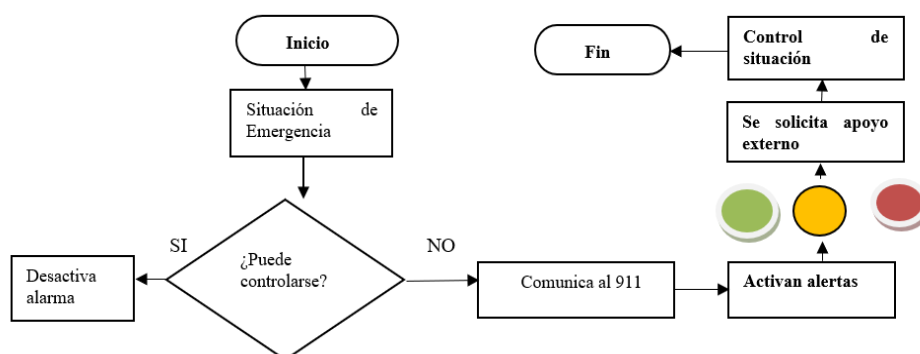 Inicio
Situación de
Emergencia
¿Puede
controlarse?
SI
NO
Desactiva
alarma
Comunica al 911
Activan alertas
Se solicita apoyo
externo
Control de
situación
Fin